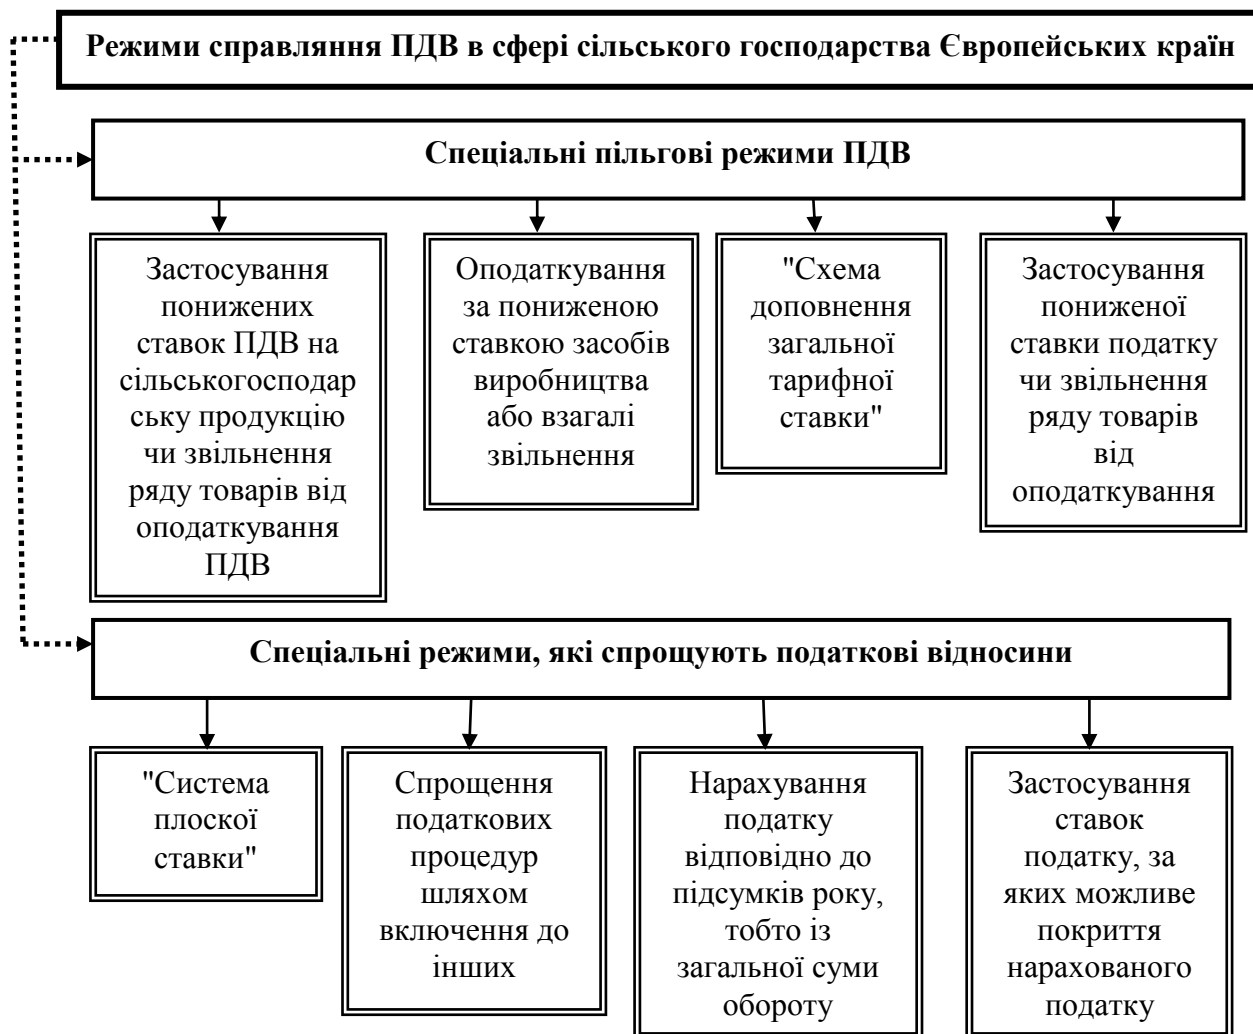 Режими справляння ПДВ в сфері сільського господарства Європейських країн
Спеціальні пільгові режими ПДВ
Застосування
понижених
ставок ПДВ на
сільськогосподар
ську продукцію
чи звільнення
ряду товарів від
оподаткування
ПДВ
Оподаткування
за пониженою
ставкою засобів
виробництва
або взагалі
звільнення
"Схема
доповнення
загальної
тарифної
ставки"
Застосування
пониженої
ставки податку
чи звільнення
ряду товарів
від
оподаткування
Спеціальні режими, які спрощують податкові відносини
"Система
плоскої
ставки"
Спрощення
податкових
процедур
шляхом
включення до
інших
Нарахування
податку
відповідно до
підсумків року,
тобто із
загальної суми
обороту
Застосування
ставок
податку, за
яких можливе
покриття
нарахованого
податку